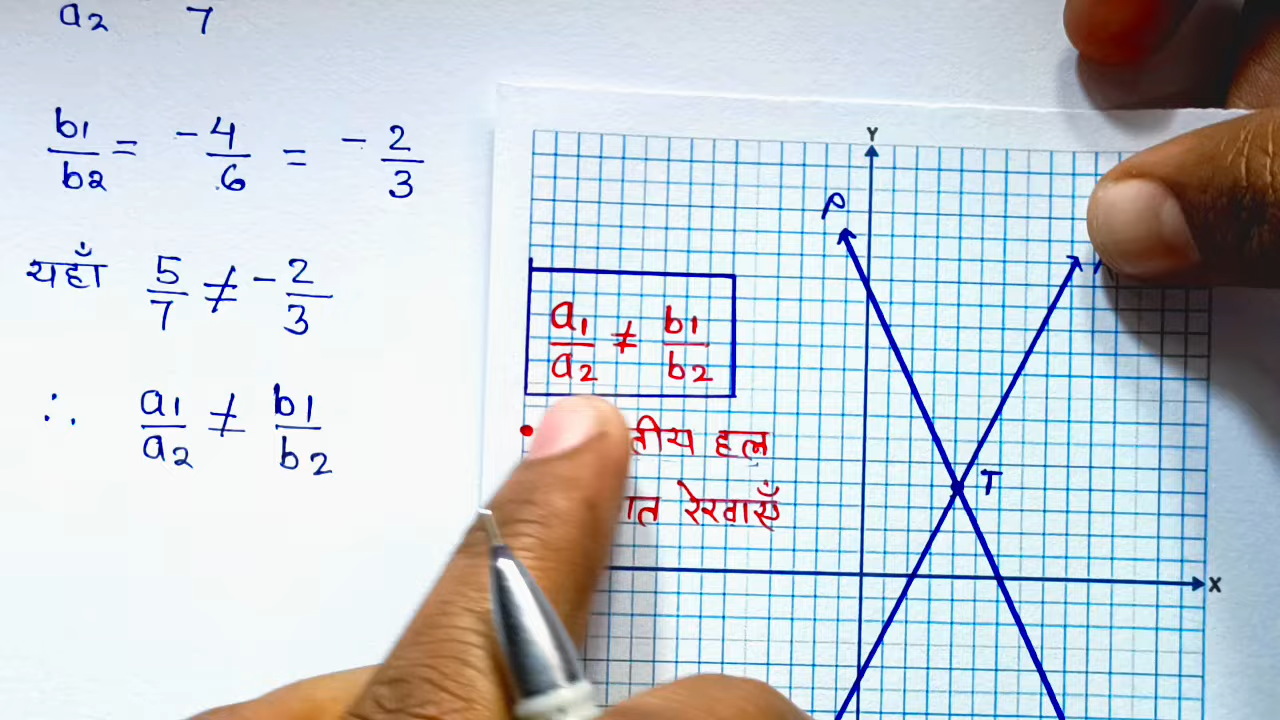 a2 7
b1/b2 = -4/6 = -2/3
यहाँ 5/7 ≠ -2/3
∴ a1/a2 ≠ b1/b2
Y
P
a1/a2 ≠ b1/b2
हल
T
रेखाएँ
X